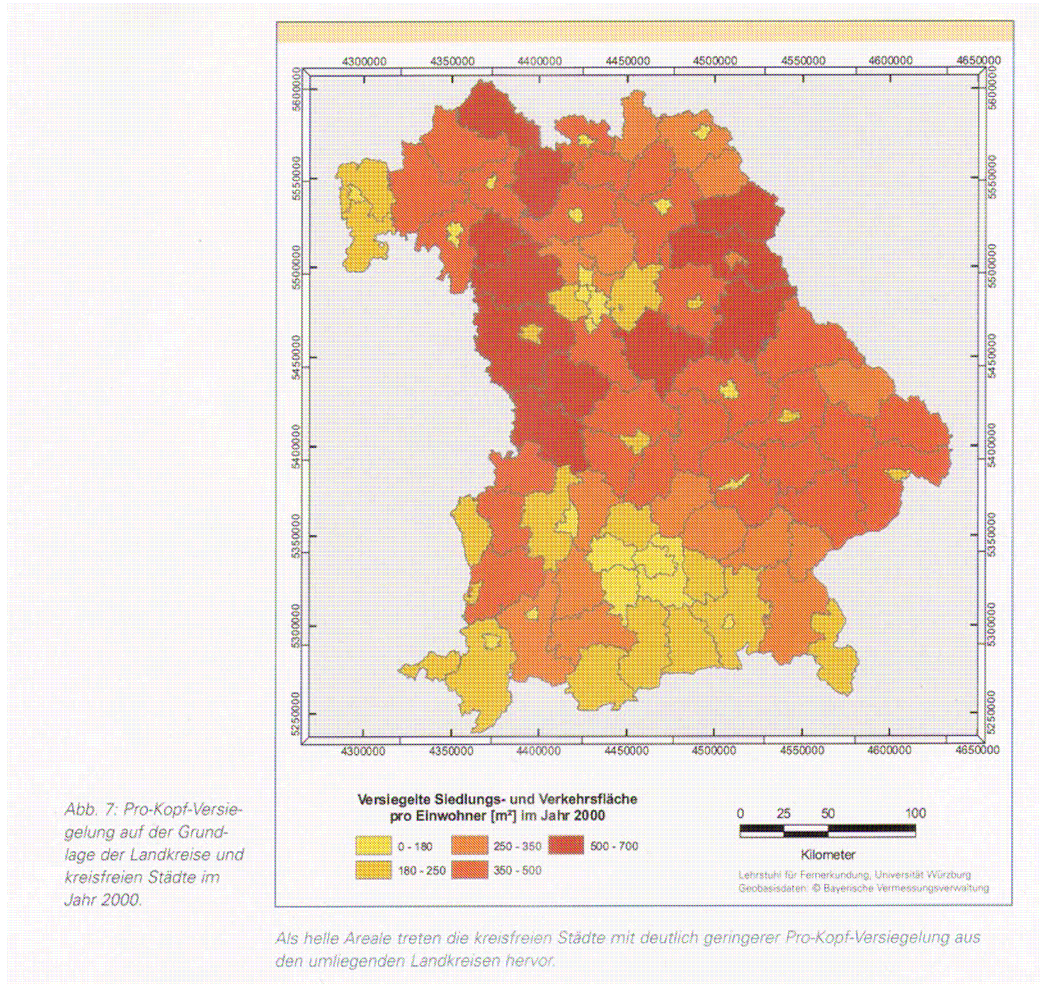 4300000 4350000 4400000 4450000 4500000 4550000 4600000 4650000
5600000 5550000 5500000 5450000 5400000 5350000 5300000 5250000
5600000 5550000 5500000 5450000 5400000 5350000 5300000 5250000
4300000 4350000 4400000 4450000 4500000 4550000 4600000 4650000
Versiegelte Siedlungs- und Verkehrsfläche
pro Einwohner [m²] im Jahr 2000
0 - 180 250 - 350 500 - 700
180 - 250 350 - 500
0 25 50 100
Kilometer
Lehrstuhl für Fernerkundung, Universität Würzburg
Geobasisdaten: © Bayerische Vermessungsverwaltung
Abb. 7: Pro-Kopf-Versie-
gelung auf der Grund-
lage der Landkreise und
kreisfreien Städte im
Jahr 2000.
Als helle Areale treten die kreisfreien Städte mit deutlich geringerer Pro-Kopf-Versiegelung aus
den umliegenden Landkreisen hervor.